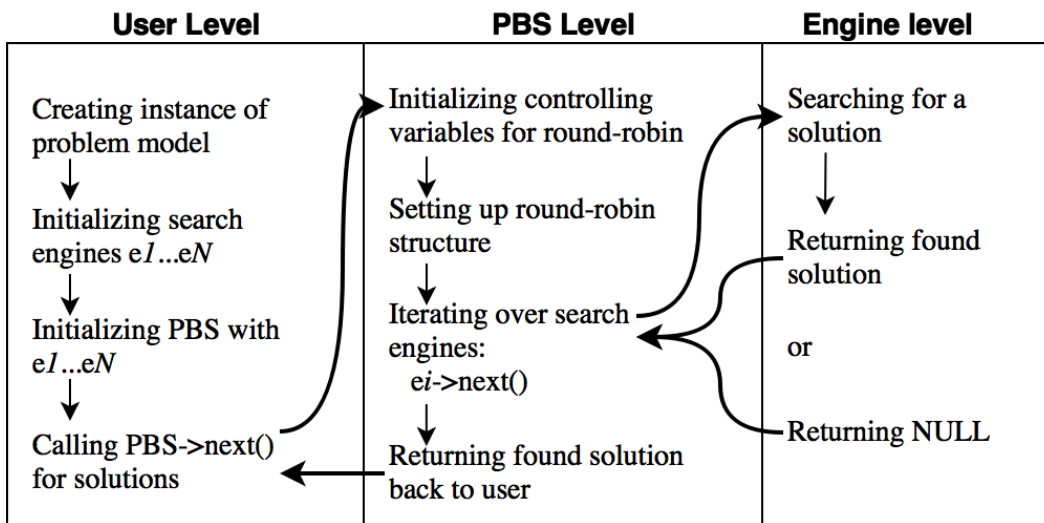 User Level
Creating instance of
problem model
Initializing search
engines e1...eN
Initializing PBS with
e1...eN
Calling PBS->next()
for solutions
PBS Level
Initializing controlling
variables for round-robin
Setting up round-robin
structure
Iterating over search
engines:
ei->next()
Returning found solution
back to user
Engine level
Searching for a
solution
Returning found
solution
or
Returning NULL